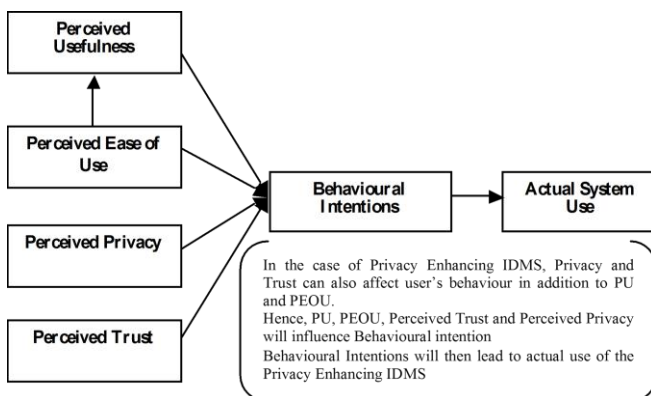 Perceived
Usefulness
Perceived Ease of
Use
Perceived Privacy
Perceived Trust
Behavioural
Intentions
Actual System
Use
In the case of Privacy Enhancing IDMS, Privacy and
Trust can also affect user's behaviour in addition to PU
and PEOU.
Hence, PU, PEOU, Perceived Trust and Perceived Privacy
will influence Behavioural intention
Behavioural Intentions will then lead to actual use of the
Privacy Enhancing IDMS